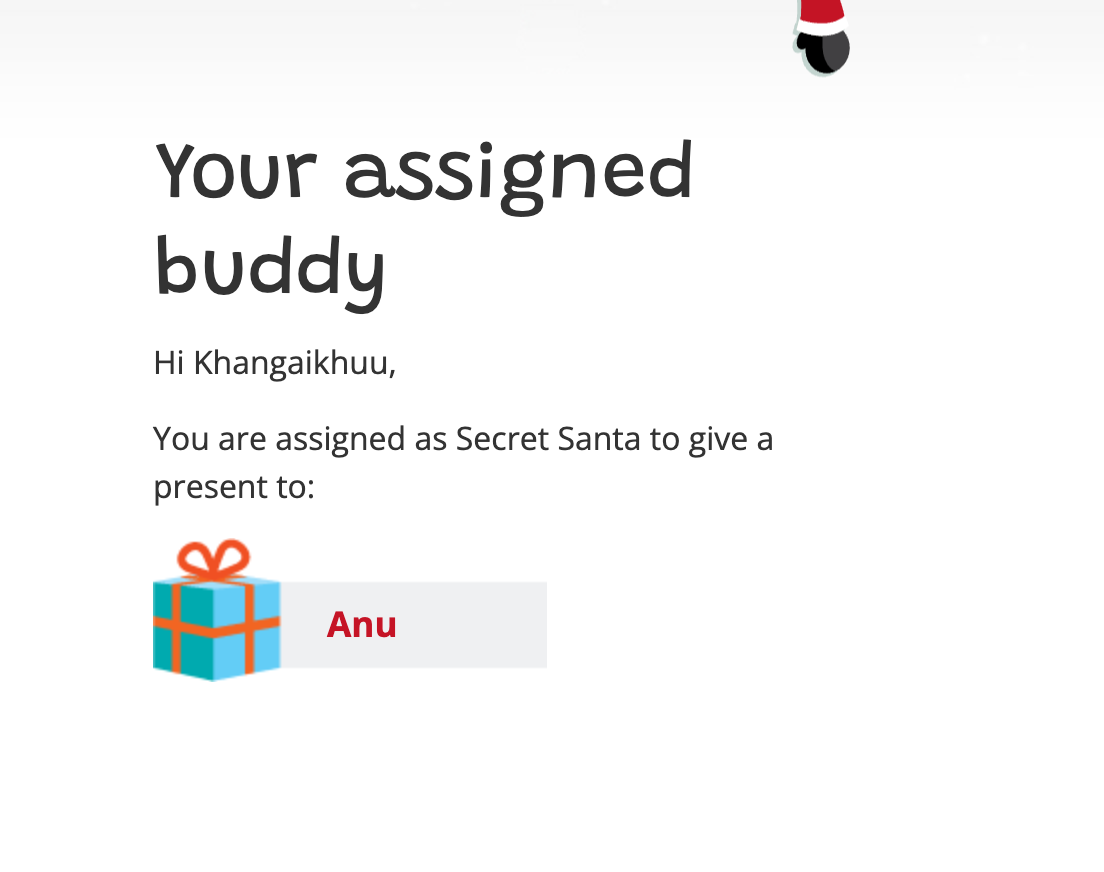 Your assigned
buddy
Hi Khangaikhuu,
You are assigned as Secret Santa to give a
present to:
Anu